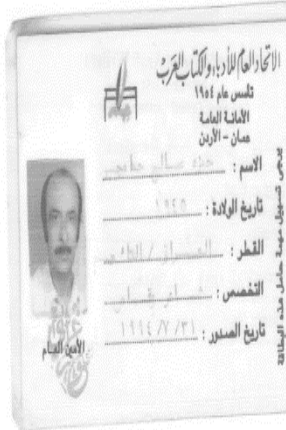 الاتحاد العام للأدباء والكتاب العرب
تأسس عام ١٩٥٤
الأمانة العامة
عمان - الأردن
الاسم :
تاريخ الولادة : ١٩٤٥
القطر :
التخصص :
تاريخ الصدور : ١٩٩٤/٧/٣١
الأمين العام
يرجى تسهيل مهمة حامل هذه البطاقة